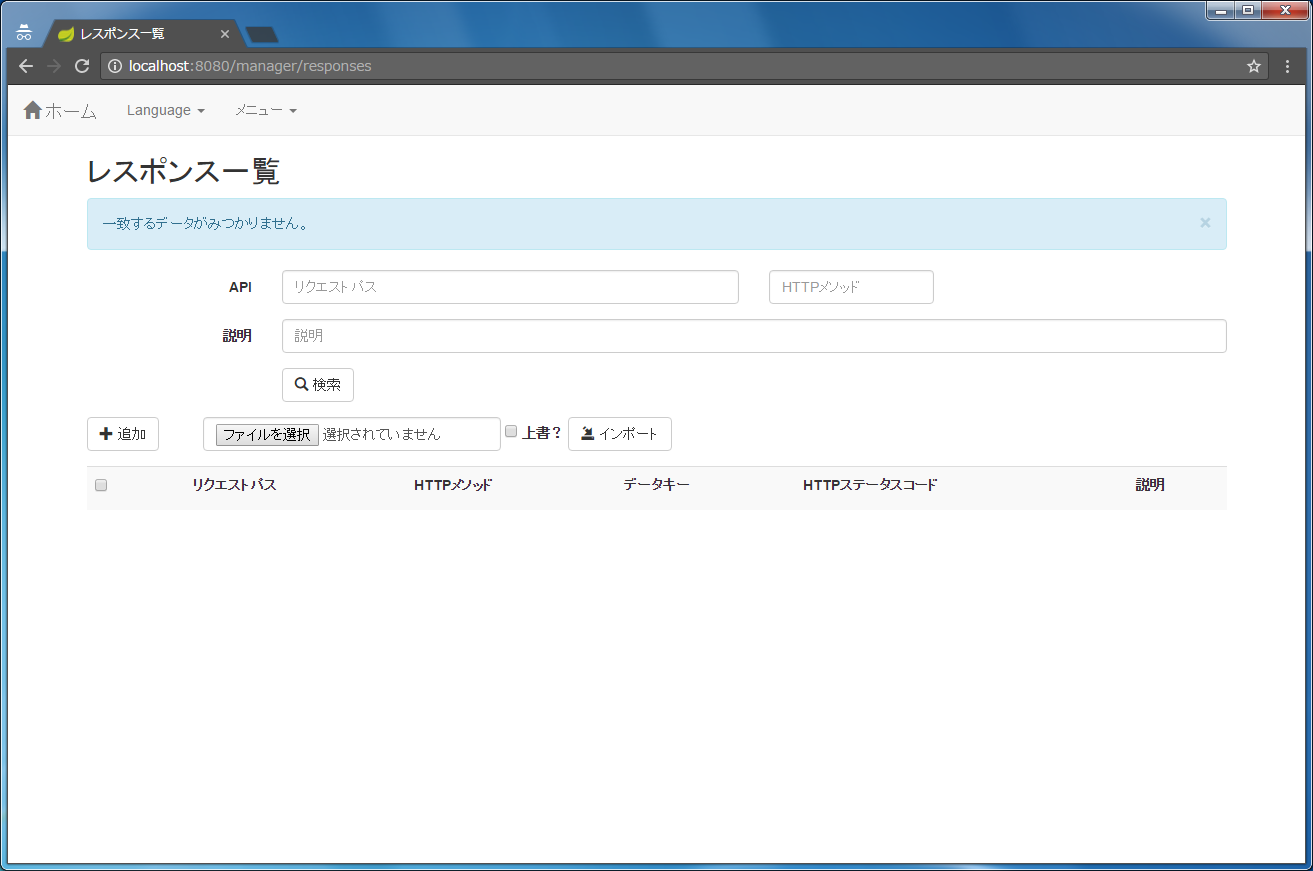 レスポンス一覧
localhost:8080/manager/responses
ホーム Language メニュー
レスポンス一覧
一致するデータがみつかりません。 ×
API リクエストパス HTTPメソッド
説明 説明
検索
追加 ファイルを選択 選択されていません 上書? インポート
リクエストパス HTTPメソッド データキー HTTPステータスコード 説明